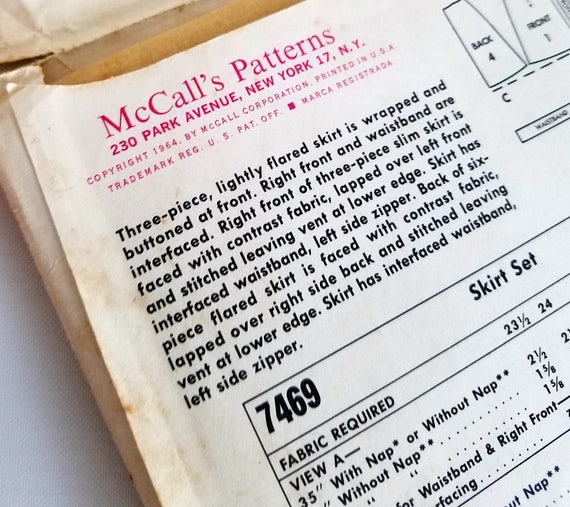 McCall's Patterns
230 PARK AVENUE, NEW YORK 17, N.Y.
COPYRIGHT 1964, BY McCALL CORPORATION, PRINTED IN U.S.A
TRADEMARK REG. U. S. PAT. OFF. ■ MARCA REGISTRADA
Three-piece, lightly flared skirt is wrapped and
buttoned at front. Right front and waistband are
interfaced. Right front of three-piece slim skirt is
faced with contrast fabric, lapped over left front
and stitched leaving vent at lower edge. Skirt has
interfaced waistband, left side zipper. Back of six-
piece flared skirt is faced with contrast fabric,
lapped over right side back and stitched leaving
vent at lower edge. Skirt has interfaced waistband,
left side zipper.
BACK
4
FRONT
1
C
WAISTBAND
Skirt Set
7469
23½ 24
FABRIC REQUIRED
VIEW A—
35" With Nap* or Without Nap** 2½
" Without Nap** 1⅝
" " " 1⅝
for Waistband & Right Front
facing
Without Nap**